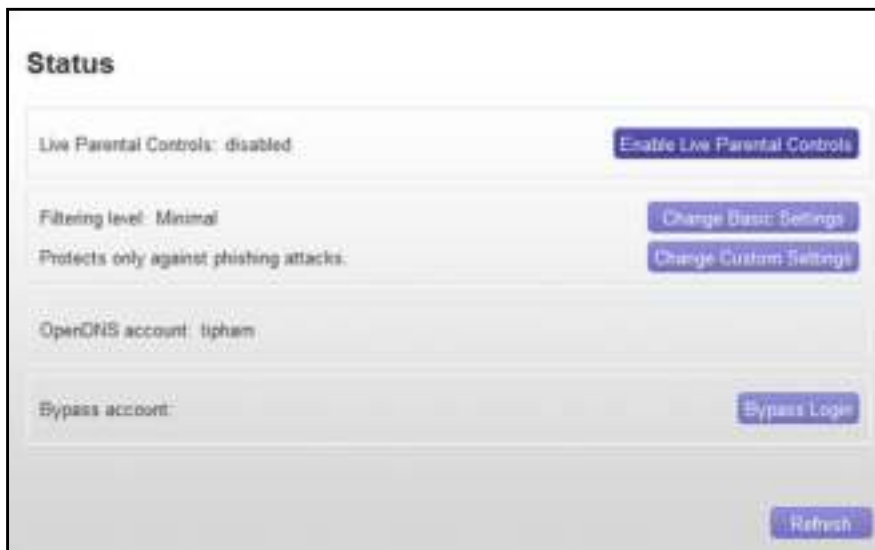 Status
Live Parental Controls: disabled
Enable Live Parental Controls
Filtering level: Minimal
Change Basic Settings
Protects only against phishing attacks.
Change Custom Settings
OpenDNS account: tipham
Bypass account:
Bypass Login
Refresh